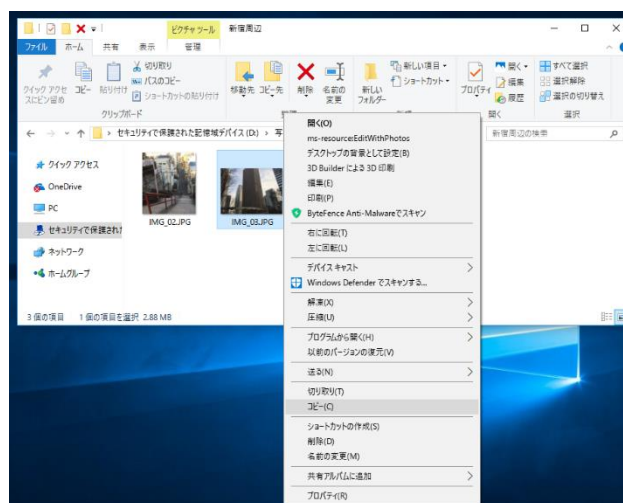 ピクチャ ツール 新宿周辺
ファイル ホーム 共有 表示 管理
クイック アクセスにピン留め
コピー
貼り付け
切り取り
パスのコピー
ショートカットの貼り付け
クリップボード
移動先 コピー先 削除 名前の変更
新しいフォルダー
新しい項目
ショートカット
プロパティ
開く
編集
履歴
開く
すべて選択
選択解除
選択の切り替え
選択
セキュリティで保護された記憶域デバイス (D:)
新宿周辺の検索
クイック アクセス
OneDrive
PC
セキュリティで保護され
ネットワーク
ホームグループ
IMG_02.JPG
IMG_03.JPG
3 個の項目 1 個の項目を選択 2.88 MB
開く(O)
ms-resource:EditWithPhotos
デスクトップの背景として設定(B)
3D Builder による 3D 印刷
編集(E)
印刷(P)
ByteFence Anti-Malwareでスキャン
右に回転(T)
左に回転(L)
デバイス キャスト
Windows Defender でスキャンする...
解凍(X)
圧縮(U)
プログラムから開く(H)
以前のバージョンの復元(V)
送る(N)
切り取り(T)
コピー(C)
ショートカットの作成(S)
削除(D)
名前の変更(M)
共有アルバムに追加
プロパティ(R)